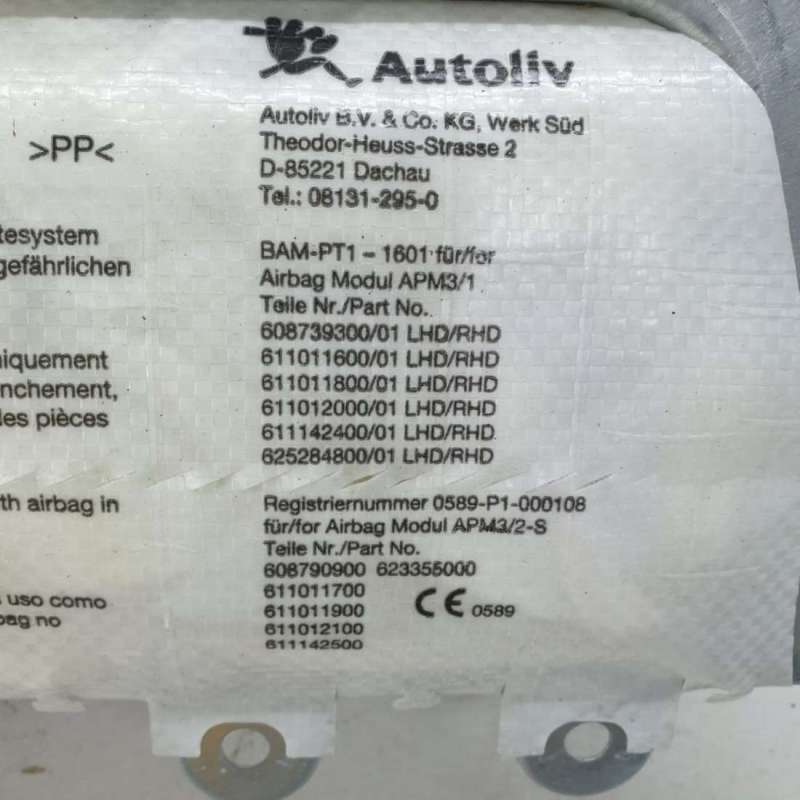 Autoliv
Autoliv B.V. & Co. KG, Werk Süd
Theodor-Heuss-Strasse 2
D-85221 Dachau
Tel.: 08131-295-0
>PP<
tesystem
gefährlichen
BAM-PT1 - 1601 für/for
Airbag Modul APM3/1
Teile Nr./Part No.
608739300/01 LHD/RHD
611011600/01 LHD/RHD
611011800/01 LHD/RHD
611012000/01 LHD/RHD
611142400/01 LHD/RHD
625284800/01 LHD/RHD
niquement
nchement,
les pièces
th airbag in
Registriernummer 0589-P1-000108
für/for Airbag Modul APM3/2-S
Teile Nr./Part No.
608790900 623355000
611011700
611011900
611012100
611142500
CE 0589
uso como
bag no